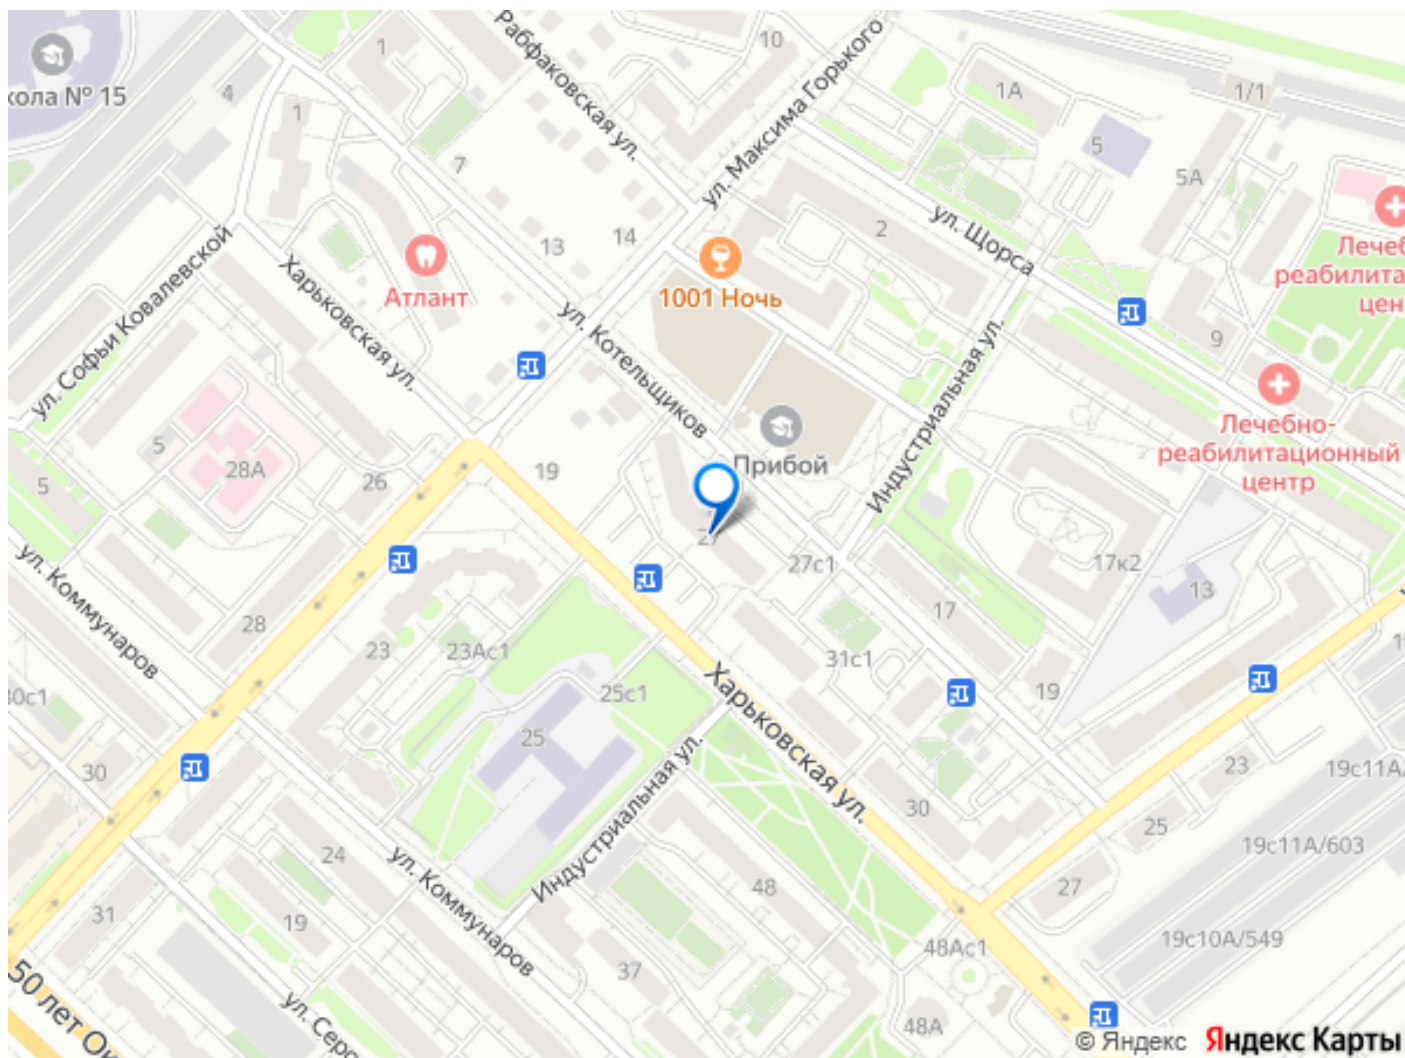 Рабфаковская ул.
10
ул. Максима Горького
1
кола № 15
4
1
1А
1/1
5
5А
7
14
13
2
ул. Щорса
Лечеб
реабилита
цен
1001 Ночь
Атлант
ул. Софьи Ковалевской
Харьковская ул.
ул. Котельщиков
Индустриальная ул.
9
Лечебно-
реабилитационный
центр
Прибой
5
28А
5
26
19
27с1
17к2
13
17
ул. Коммунаров
28
23
23Ас1
25с1
31с1
19
25
Харьковская ул.
30с1
30
Индустриальная ул.
30
23
25
19с11А/
19с11А/603
24
ул. Коммунаров
48
27
31
19
37
48Ас1
19с10А/549
50 лет Ок
ул. Серо
48А
© Яндекс Яндекс Карты